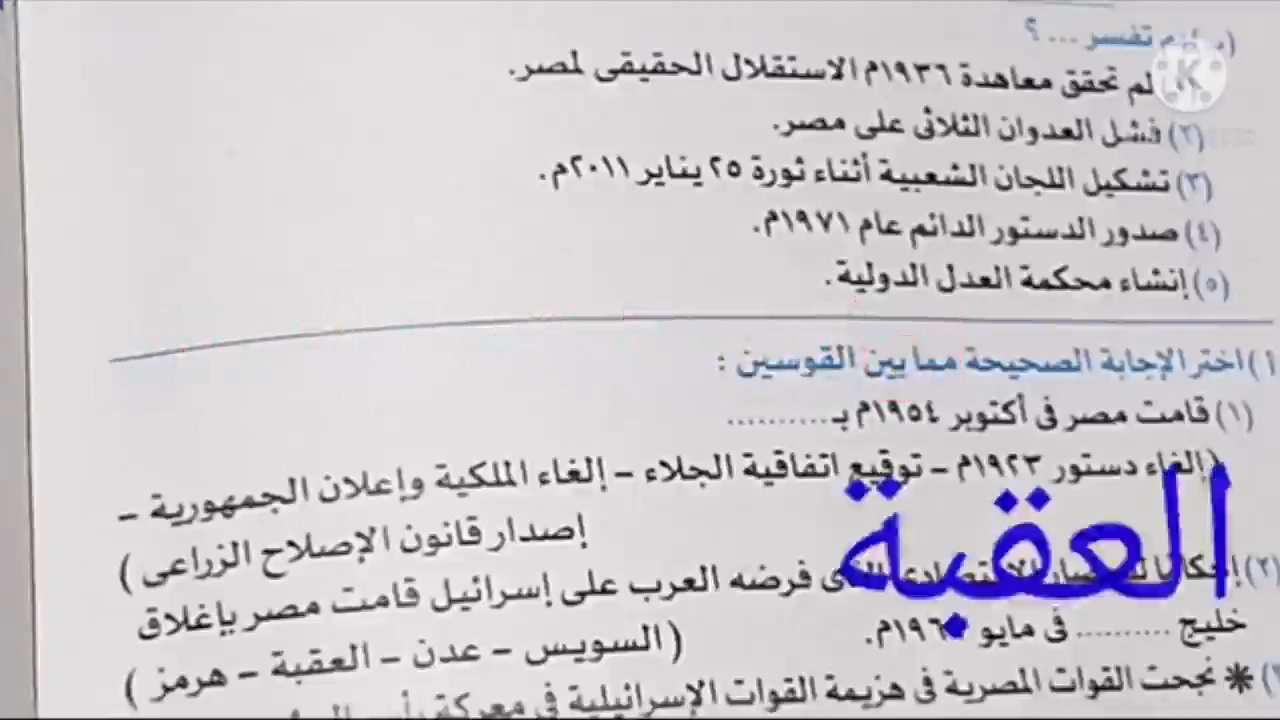 تفسر ... ؟
لم تحقق معاهدة ١٩٣٦م الاستقلال الحقيقى لمصر.
(٢) فشل العدوان الثلاثى على مصر.
(٣) تشكيل اللجان الشعبية أثناء ثورة ٢٥ يناير ٢٠١١م.
(٤) صدور الدستور الدائم عام ١٩٧١م.
(٥) إنشاء محكمة العدل الدولية.
أ) اختر الإجابة الصحيحة مما بين القوسين :
(١) قامت مصر فى أكتوبر ١٩٥٤م بـ ..........
(إلغاء دستور ١٩٢٣م - توقيع اتفاقية الجلاء - إلغاء الملكية وإعلان الجمهورية -
إصدار قانون الإصلاح الزراعى )
العقبة
(٢) فرضه العرب على إسرائيل قامت مصر بإغلاق
خليج .......... فى مايو
(السويس - عدن - العقبة - هرمز )
* نجحت القوات المصرية فى هزيمة القوات الإسرائيلية فى معركة
K